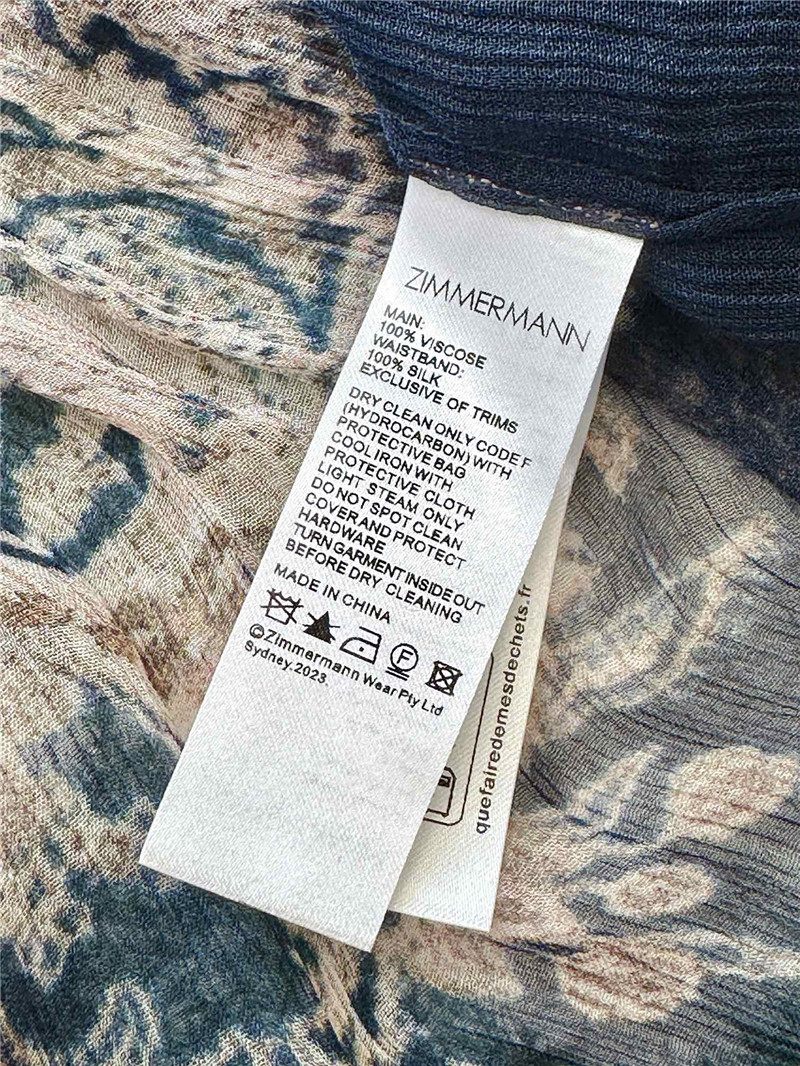 ZIMMERMANN
MAIN:
100% VISCOSE
WAISTBAND:
100% SILK
EXCLUSIVE OF TRIMS
DRY CLEAN ONLY CODE F
(HYDROCARBON) WITH
PROTECTIVE BAG
COOL IRON WITH
PROTECTIVE CLOTH
LIGHT STEAM ONLY
DO NOT SPOT CLEAN
COVER AND PROTECT
HARDWARE
TURN GARMENT INSIDE OUT
BEFORE DRY CLEANING
MADE IN CHINA
F
©Zimmermann Wear Pty Ltd
Sydney.2023.
quefairedemesdechets.fr